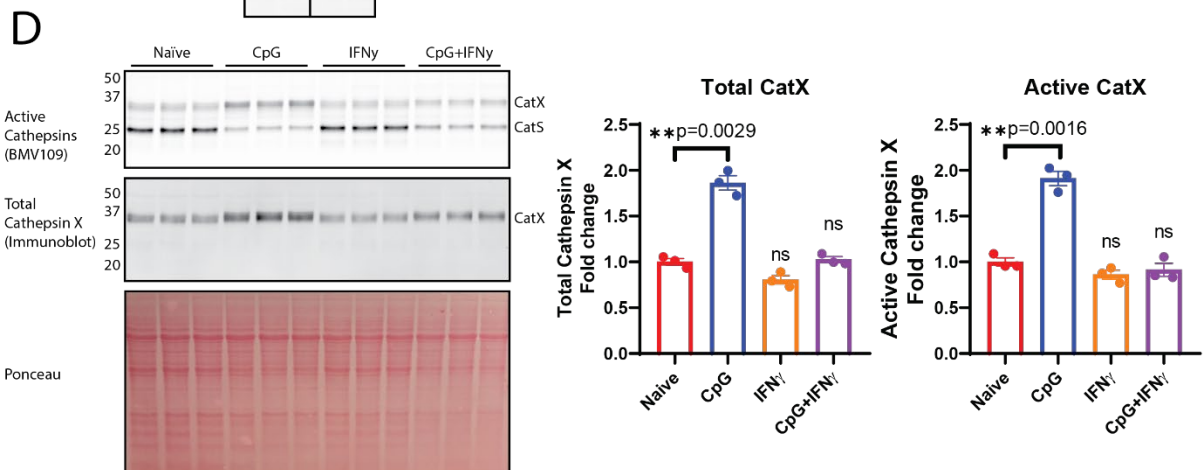 D
Naïve CpG IFNy CpG+IFNy
Active
Cathepsins
(BMV109)
50
37
25
20
CatX
CatS
Total
Cathepsin X
(Immunoblot)
50
37
25
20
CatX
Ponceau
Total CatX
Total Cathepsin X
Fold change
2.5
2.0
1.5
1.0
0.5
0.0
**p=0.0029
ns
ns
Naive
CpG
IFNγ
CpG+IFNγ
Active CatX
Active Cathepsin X
Fold change
2.5
2.0
1.5
1.0
0.5
0.0
**p=0.0016
ns
ns
Naive
CpG
IFNγ
CpG+IFNγ